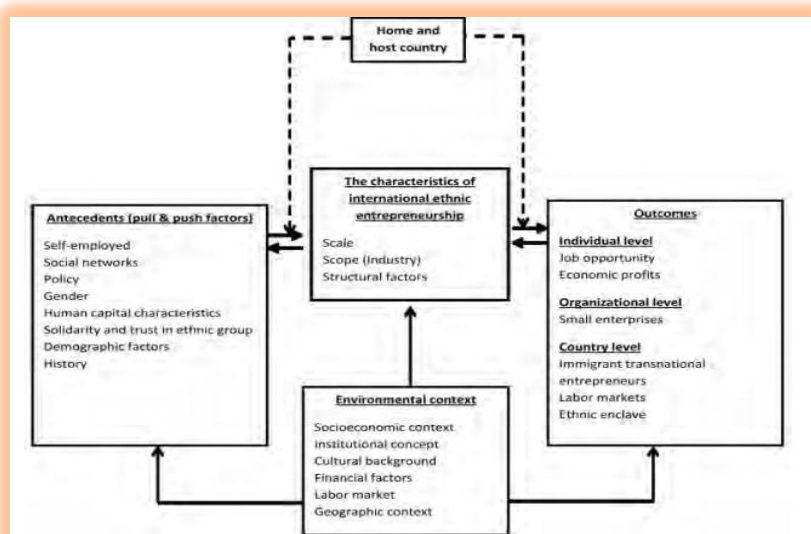 Home and
host country
The characteristics of
international ethnic
entrepreneurship
Scale
Scope (Industry)
Structural factors
Antecedents (pull & push factors)
Self-employed
Social networks
Policy
Gender
Human capital characteristics
Solidarity and trust in ethnic group
Demographic factors
History
Outcomes
Individual level
Job opportunity
Economic profits
Organizational level
Small enterprises
Country level
Immigrant transnational
entrepreneurs
Labor markets
Ethnic enclave
Environmental context
Socioeconomic context
Institutional concept
Cultural background
Financial factors
Labor market
Geographic context